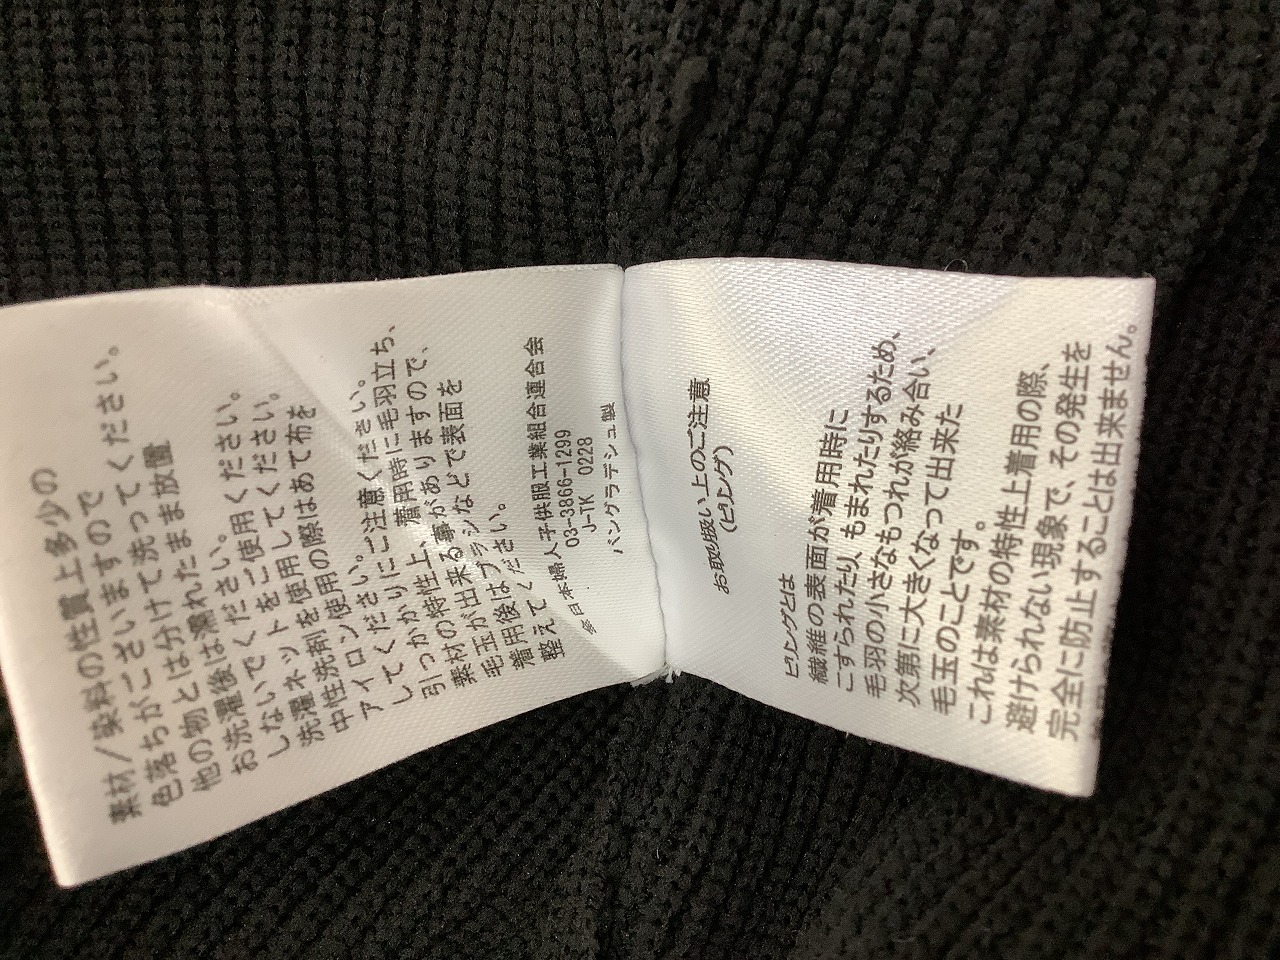 素材/染料の性質上多少の
色落ちがございますので
他の物とは分けて洗ってください。
お洗濯後は濡れたまま放置
しないでください。
洗濯ネットをご使用ください。
中性洗剤を使用してください。
アイロン使用の際はあて布を
してください。
引っかかりにご注意ください。
素材の特性上、着用時に毛羽立ち、
毛玉が出来る事がありますので、
着用後はブラシなどで表面を
整えてください。
東日本婦人子供服工業組合連合会
03-3866-1299
J-TK 0228
バングラデシュ製
お取り扱い上のご注意
(ピリング)
ピリングとは
繊維の表面が着用時に
こすられたり、もまれたりするため、
毛羽の小さなもつれが絡み合い、
次第に大きくなって出来た
毛玉のことです。
これは素材の特性上着用の際、
避けられない現象で、その発生を
完全に防止することは出来ません。